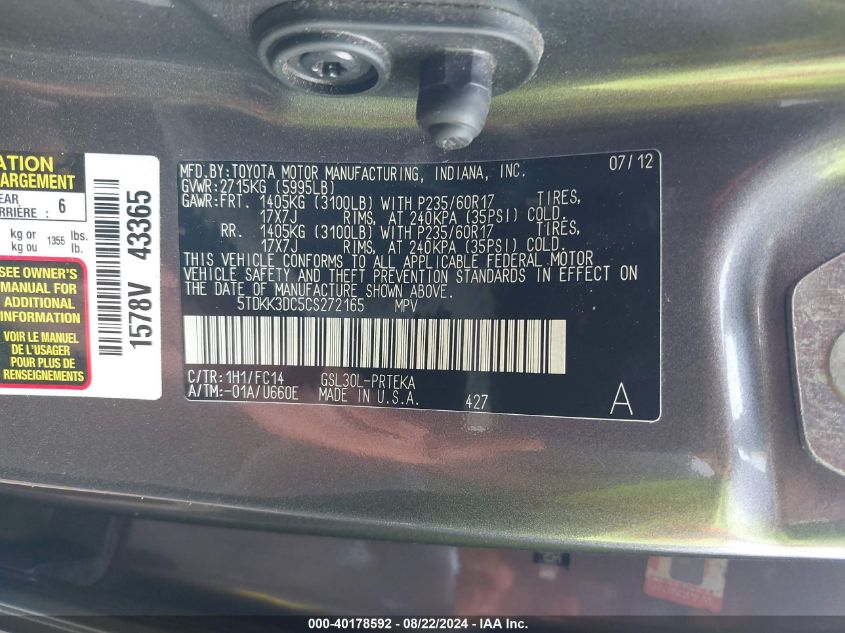 ATION
ARGEMENT
EAR
RRIÈRE : 6
kg or 1355 lbs.
kg ou lb.
SEE OWNER'S
MANUAL FOR
ADDITIONAL
INFORMATION
VOIR LE MANUEL
DE L'USAGER
POUR PLUS DE
RENSEIGNEMENTS
1578V 43365
MFD.BY:TOYOTA MOTOR MANUFACTURING, INDIANA, INC. 07/12
GVWR:2715KG (5995LB)
GAWR:FRT. 1405KG (3100LB) WITH P235/60R17 TIRES,
17X7J RIMS, AT 240KPA (35PSI) COLD.
RR. 1405KG (3100LB) WITH P235/60R17 TIRES,
17X7J RIMS, AT 240KPA (35PSI) COLD.
THIS VEHICLE CONFORMS TO ALL APPLICABLE FEDERAL MOTOR
VEHICLE SAFETY AND THEFT PREVENTION STANDARDS IN EFFECT ON
THE DATE OF MANUFACTURE SHOWN ABOVE.
5TDKK3DC5CS272165 MPV
C/TR:1H1/FC14 GSL30L-PRTEKA
A/TM:-01A/U660E MADE IN U.S.A. 427 A
000-40178592 - 08/22/2024 - IAAI.com